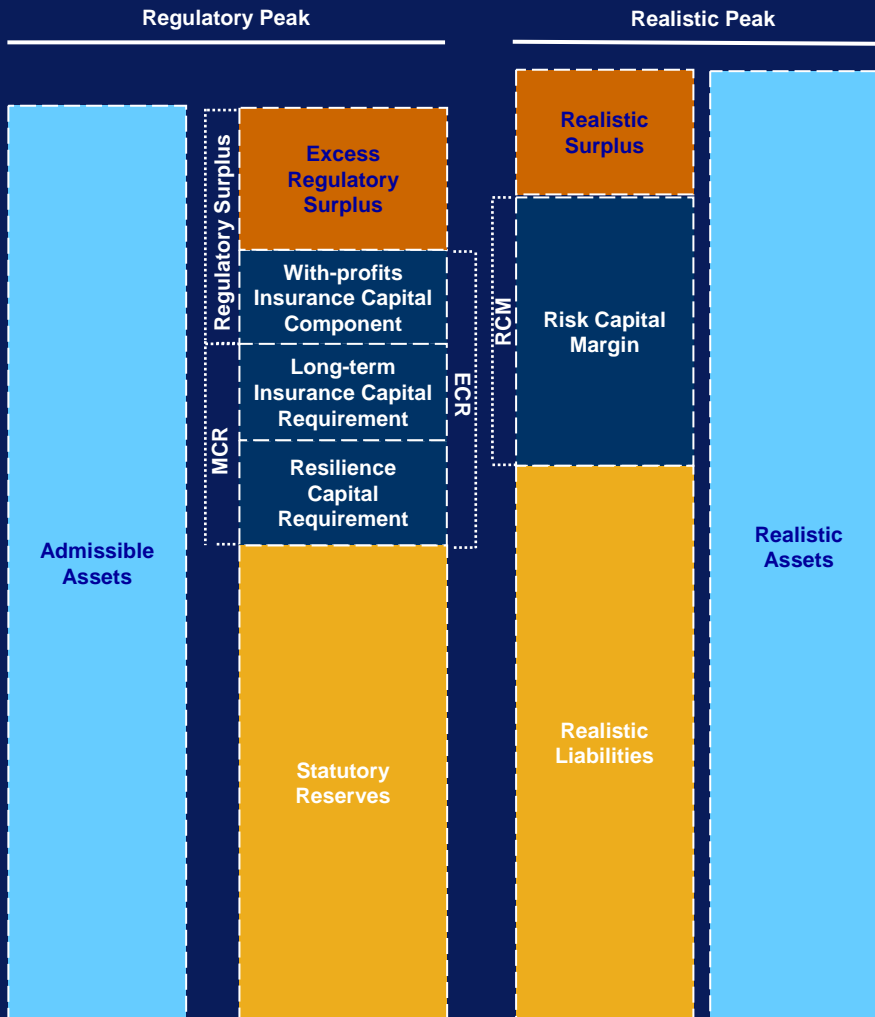 Regulatory Peak
Realistic Peak
Admissible
Assets
Regulatory Surplus
MCR
Excess
Regulatory
Surplus
With-profits
Insurance Capital
Component
Long-term
Insurance Capital
Requirement
Resilience
Capital
Requirement
Statutory
Reserves
ECR
RCM
Realistic
Surplus
Risk Capital
Margin
Realistic
Liabilities
Realistic
Assets